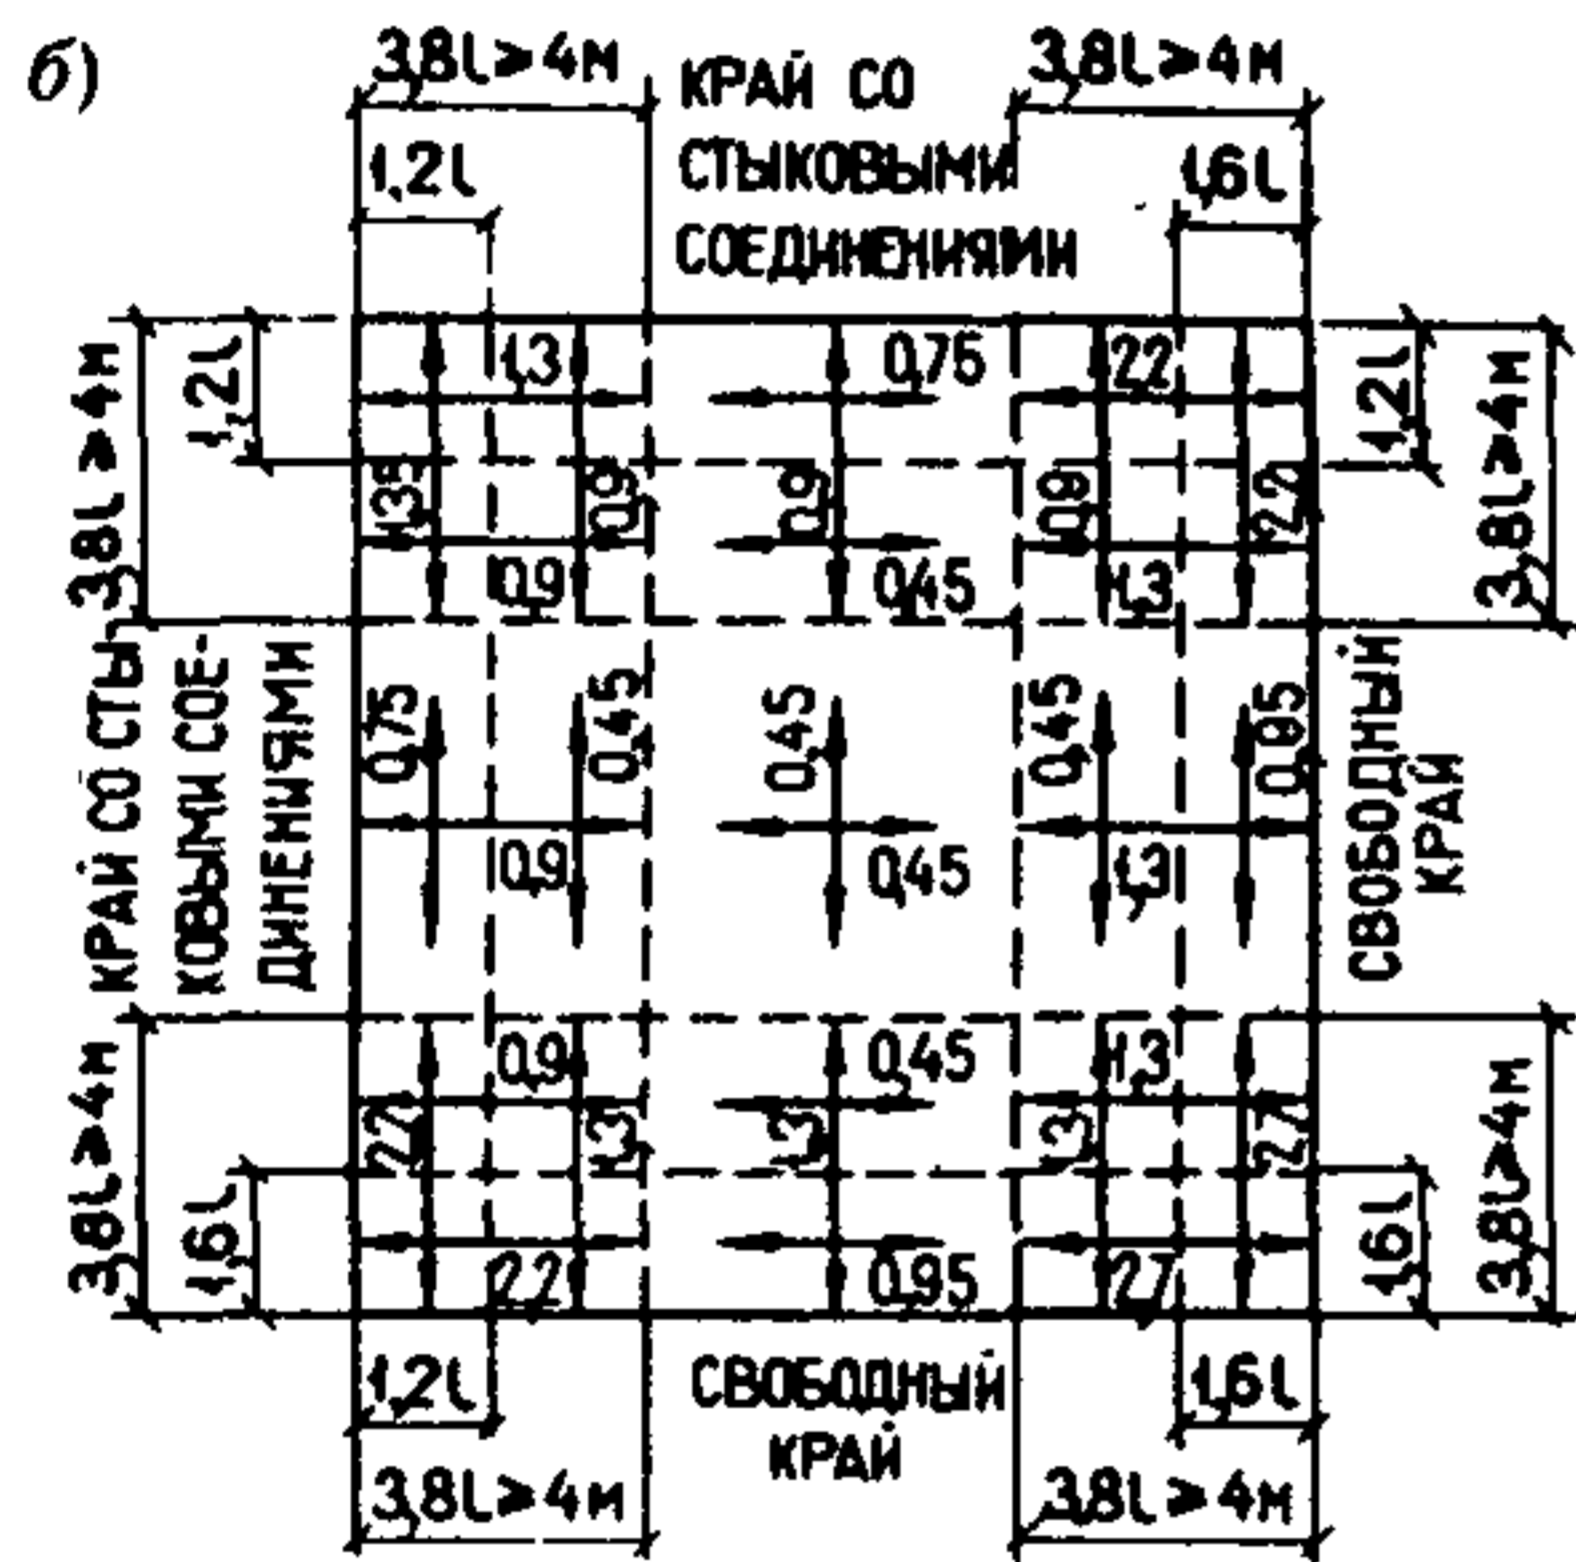 б)
3,8l≥4м
КРАЙ СО
СТЫКОВЫМИ
СОЕДИНЕНИЯМИ
3,8l≥4м
1,2l
1,6l
3,8l≥4м
1,2l
1,3
0,75
2,2
1,2l
3,8l≥4м
1,35
0,9
0,9
0,9
2,2
0,9
0,45
1,3
КРАЙ СО СТЫ-
КОВЫМИ СОЕ-
ДИНЕНИЯМИ
0,75
0,45
0,45
0,45
0,95
СВОБОДНЫЙ
КРАЙ
0,9
0,45
1,3
3,8l≥4м
1,6l
0,9
0,45
1,3
2,2
1,3
1,3
1,3
2,7
1,6l
3,8l≥4м
2,2
0,95
2,7
1,2l
СВОБОДНЫЙ
КРАЙ
1,6l
3,8l≥4м
3,8l≥4м